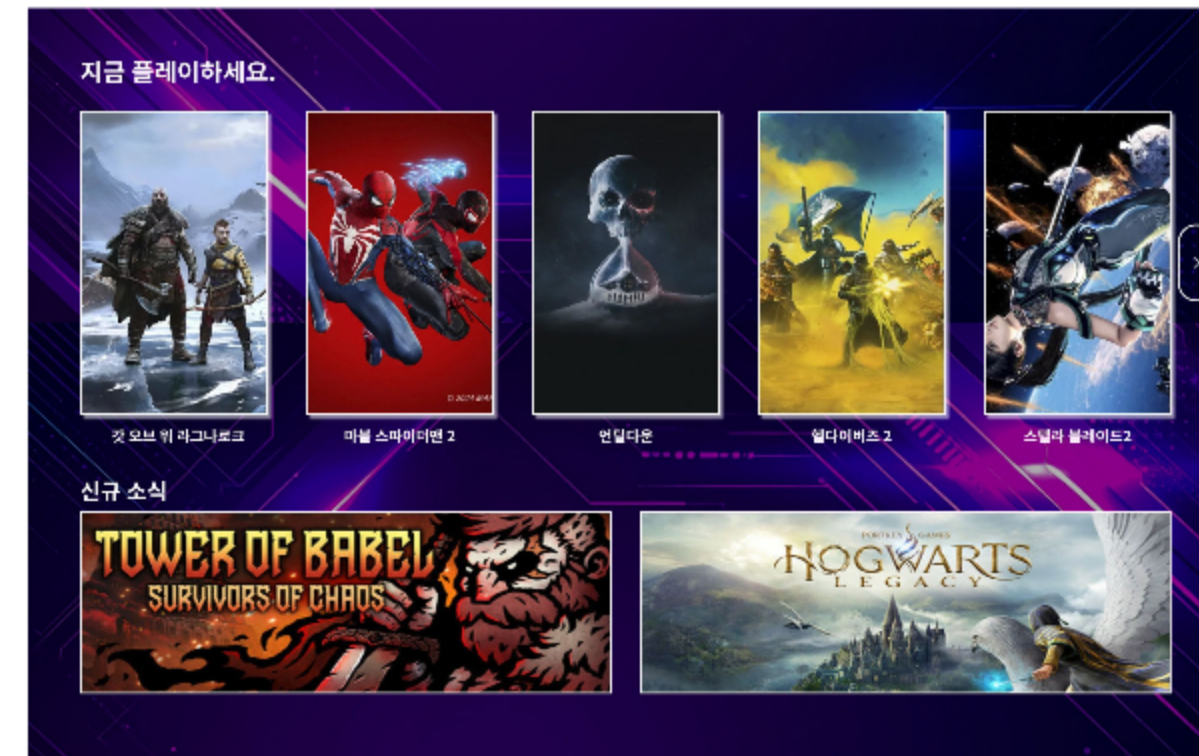 지금 플레이하세요.
갓 오브 워 라그나로크
마블 스파이더맨 2
언틸다운
헬다이버즈 2
스텔라 블레이드2
신규 소식
TOWER OF BABEL
SURVIVORS OF CHAOS
PORTKEY GAMES
HOGWARTS
LEGACY